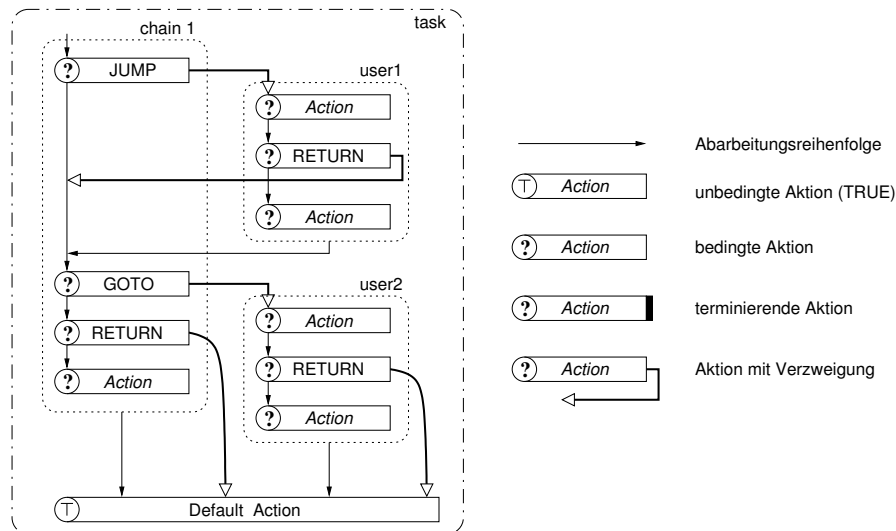 task
chain 1
? JUMP
user1
? Action
? RETURN
? Action
? GOTO
user2
? RETURN
? Action
? Action
? RETURN
? Action
T Default Action
Abarbeitungsreihenfolge
T Action unbedingte Aktion (TRUE)
? Action bedingte Aktion
? Action terminierende Aktion
? Action Aktion mit Verzweigung